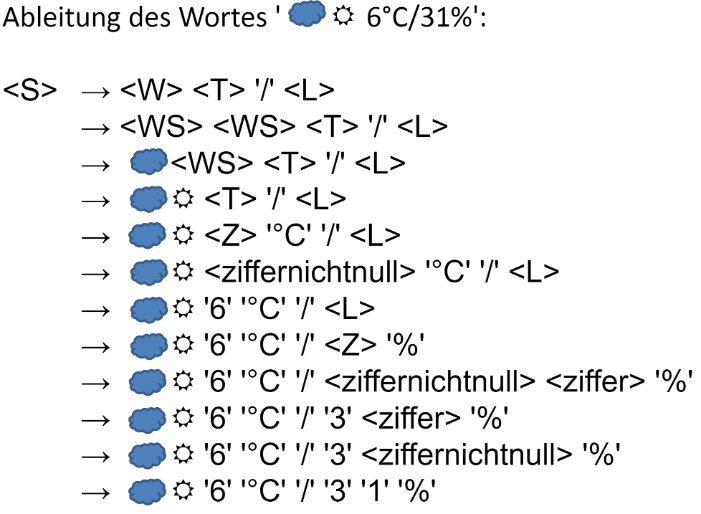 Ableitung des Wortes ' ☼ 6°C/31%':
<S> → <W> <T> '/' <L>
→ <WS> <WS> <T> '/' <L>
→ <WS> <T> '/' <L>
→ ☼ <T> '/' <L>
→ ☼ <Z> '°C' '/' <L>
→ ☼ <ziffernichtnull> '°C' '/' <L>
→ ☼ '6' '°C' '/' <L>
→ ☼ '6' '°C' '/' <Z> '%'
→ ☼ '6' '°C' '/' <ziffernichtnull> <ziffer> '%'
→ ☼ '6' '°C' '/' '3' <ziffer> '%'
→ ☼ '6' '°C' '/' '3' <ziffernichtnull> '%'
→ ☼ '6' '°C' '/' '3' '1' '%'